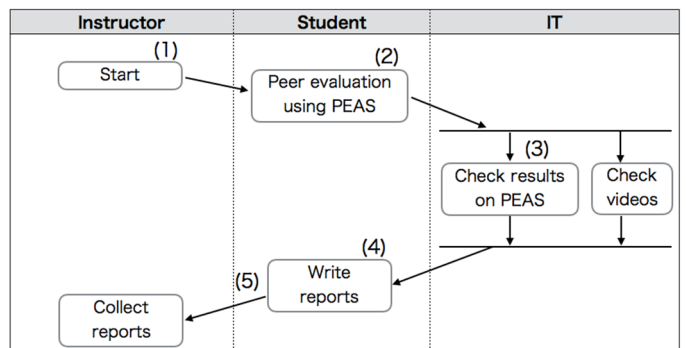 Instructor
Student
IT
(1)
Start
(2)
Peer evaluation
using PEAS
(3)
Check results
on PEAS
Check
videos
(4)
Write
reports
(5)
Collect
reports